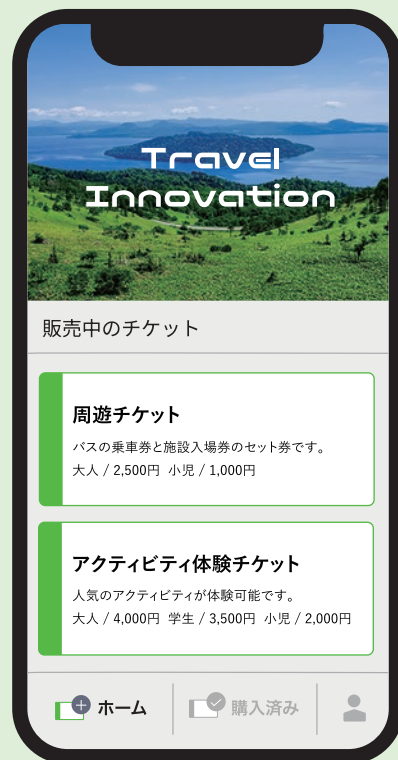 Travel
Innovation
販売中のチケット
周遊チケット
バスの乗車券と施設入場券のセット券です。
大人 / 2,500円 小児 / 1,000円
アクティビティ体験チケット
人気のアクティビティが体験可能です。
大人 / 4,000円 学生 / 3,500円 小児 / 2,000円
ホーム 購入済み